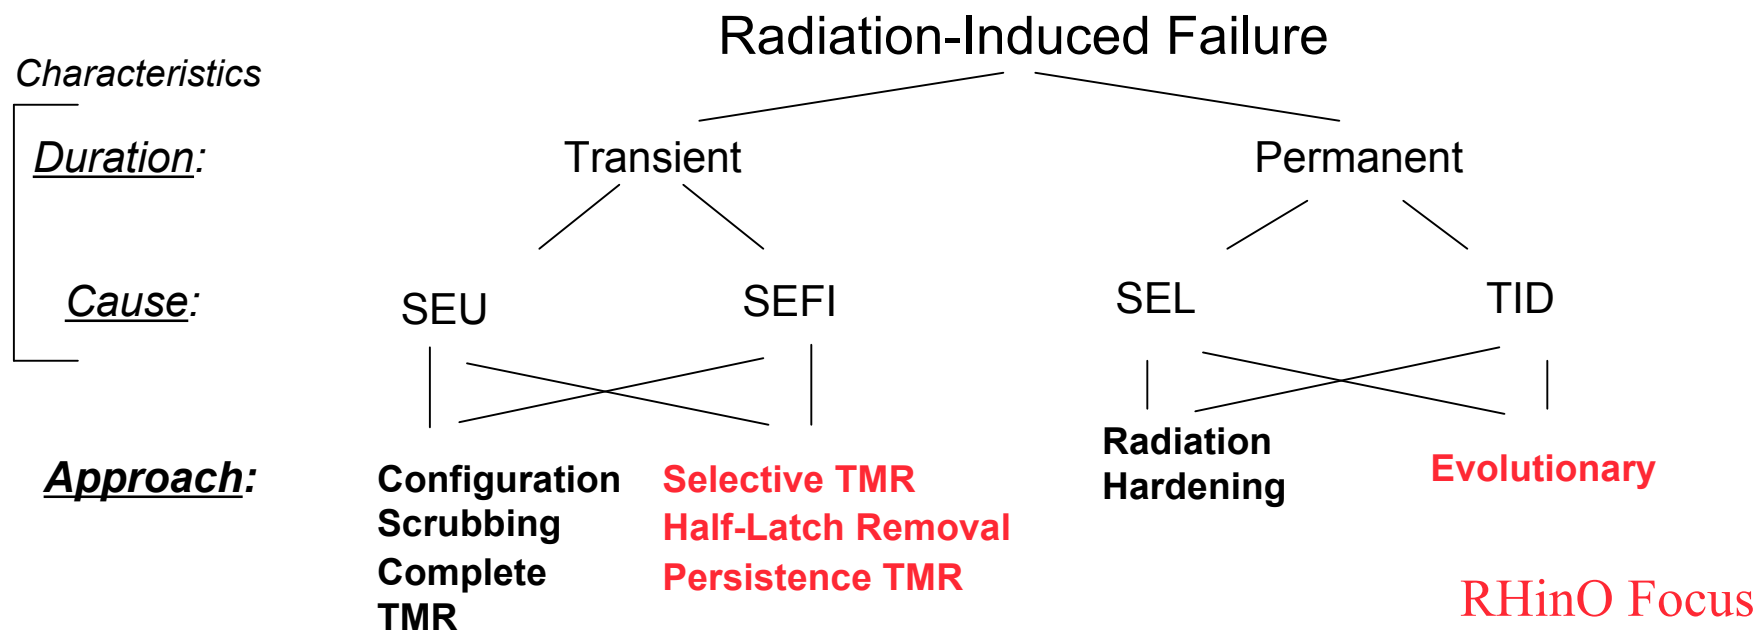 Radiation-Induced Failure
Characteristics
Duration:
Transient
Permanent
Cause:
SEU
SEFI
SEL
TID
Approach:
Configuration
Scrubbing
Complete
TMR
Selective TMR
Half-Latch Removal
Persistence TMR
Radiation
Hardening
Evolutionary
RHinO Focus